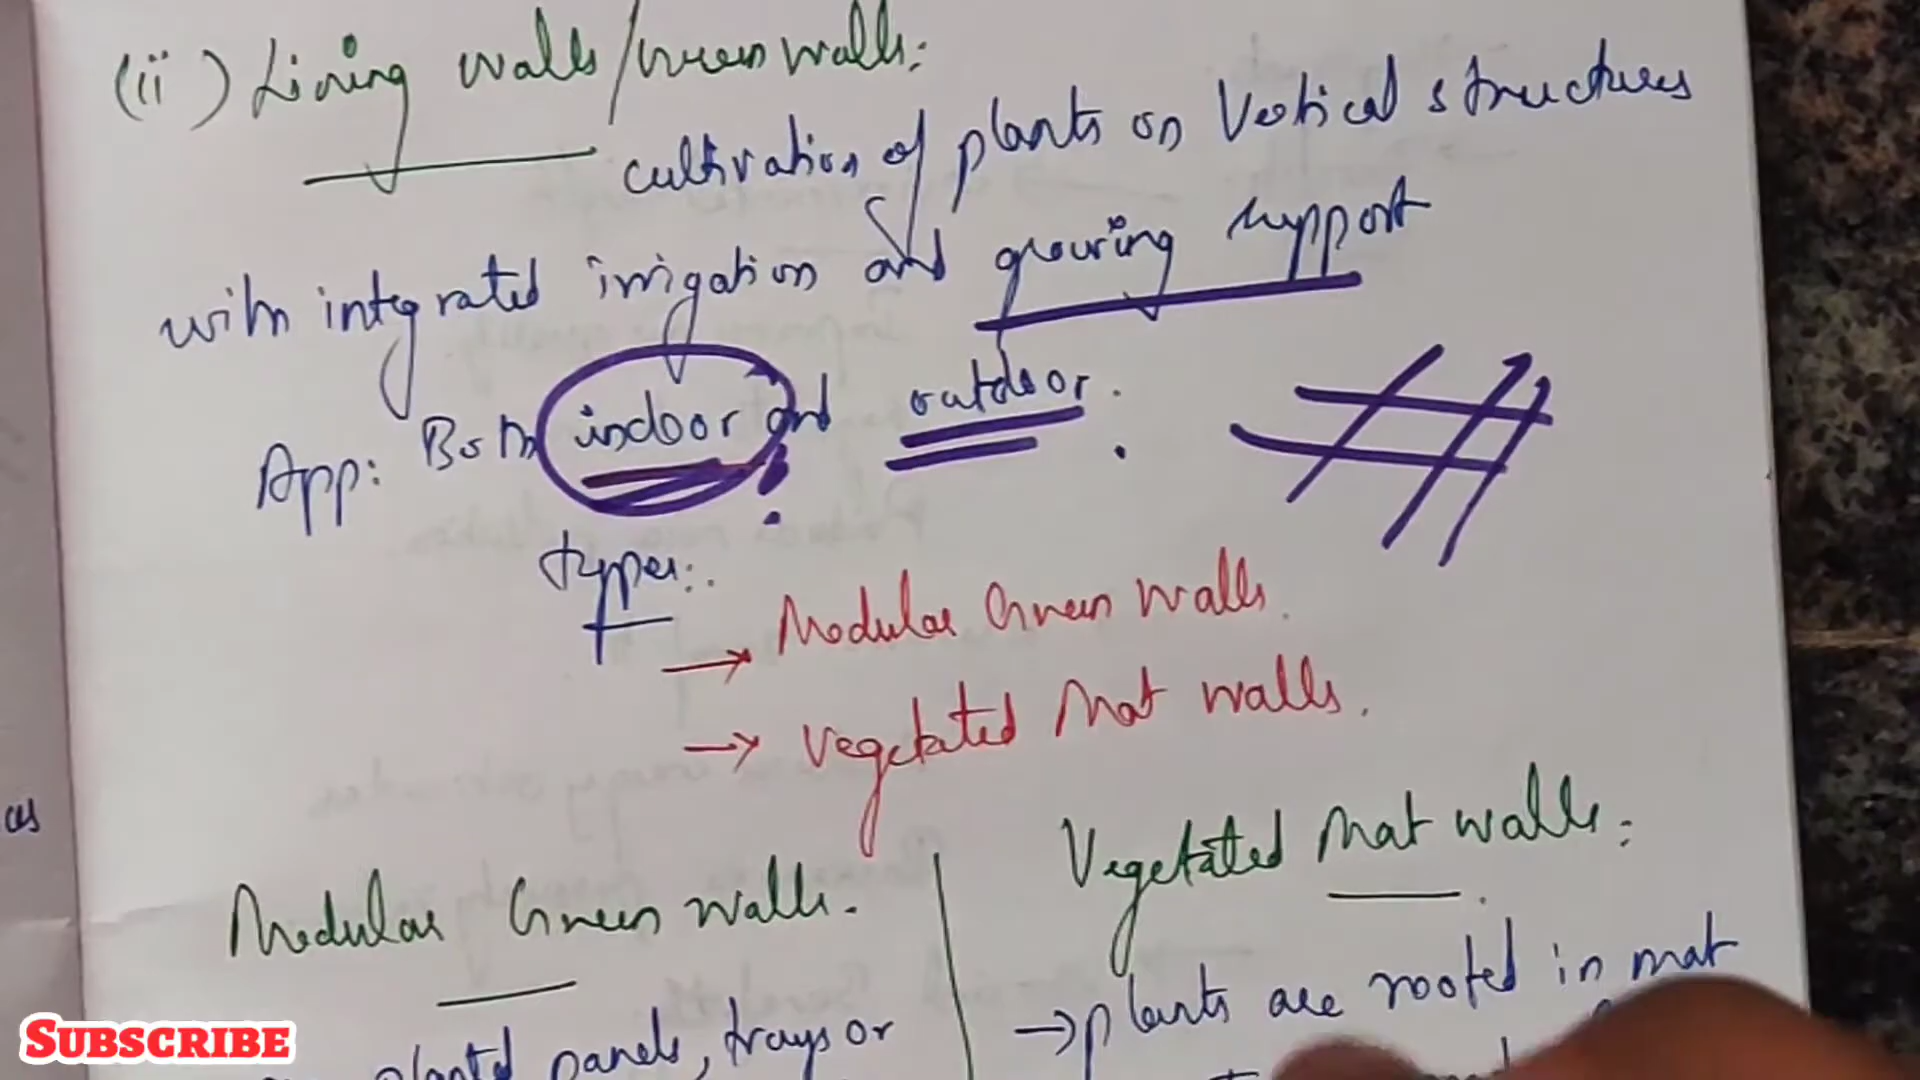 (ii) Living walls/Green walls:
cultivation of plants on Vertical structures
with integrated irrigation and growing support
App: Both indoor and outdoor.
types:
→ Modular Green walls.
→ Vegetated Mat walls.
Modular Green walls.
Vegetated Mat walls:
→ plants are rooted in mat
planted panels, trays or
SUBSCRIBE